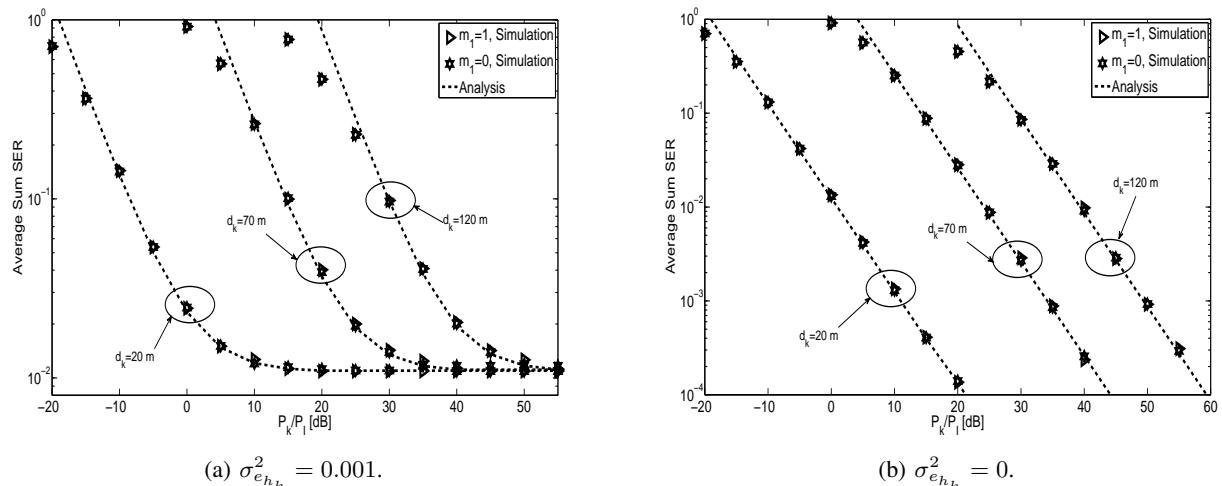 10^0
10^{-1}
10^{-2}
Average Sum SER
m_1=1, Simulation
m_1=0, Simulation
Analysis
d_k=20 m
d_k=70 m
d_k=120 m
−20 −10 0 10 20 30 40 50
P_k/P_I [dB]
(a) σ^2_{e_{h_k}} = 0.001.
10^0
10^{-1}
10^{-2}
10^{-3}
10^{-4}
Average Sum SER
m_1=1, Simulation
m_1=0, Simulation
Analysis
d_k=120 m
d_k=70 m
d_k=20 m
−20 −10 0 10 20 30 40 50 60
P_k/P_I [dB]
(b) σ^2_{e_{h_k}} = 0.